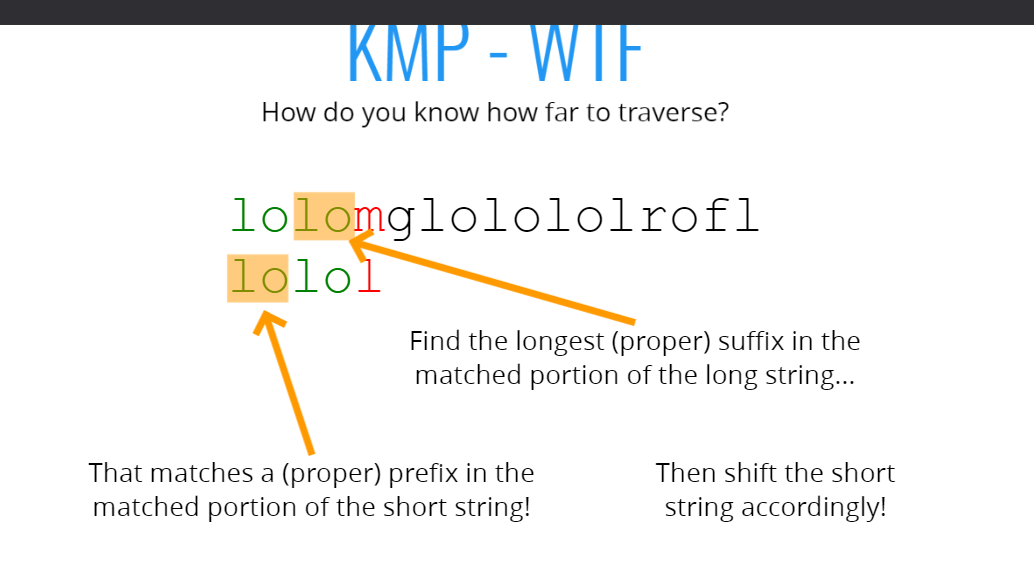 KMP - WTF
How do you know how far to traverse?
lolomglolololrofl
lolol
Find the longest (proper) suffix in the
matched portion of the long string...
That matches a (proper) prefix in the
matched portion of the short string!
Then shift the short
string accordingly!